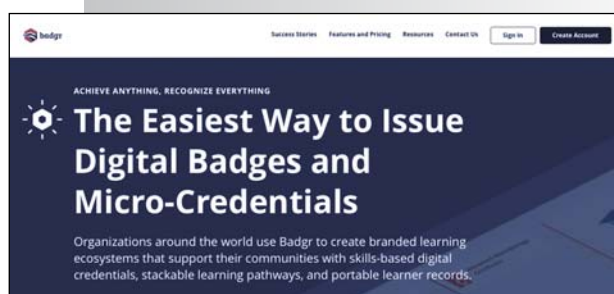 badgr
Success Stories Features and Pricing Resources Contact Us Sign In Create Account
ACHIEVE ANYTHING, RECOGNIZE EVERYTHING
The Easiest Way to Issue
Digital Badges and
Micro-Credentials
Organizations around the world use Badgr to create branded learning
ecosystems that support their communities with skills-based digital
credentials, stackable learning pathways, and portable learner records.